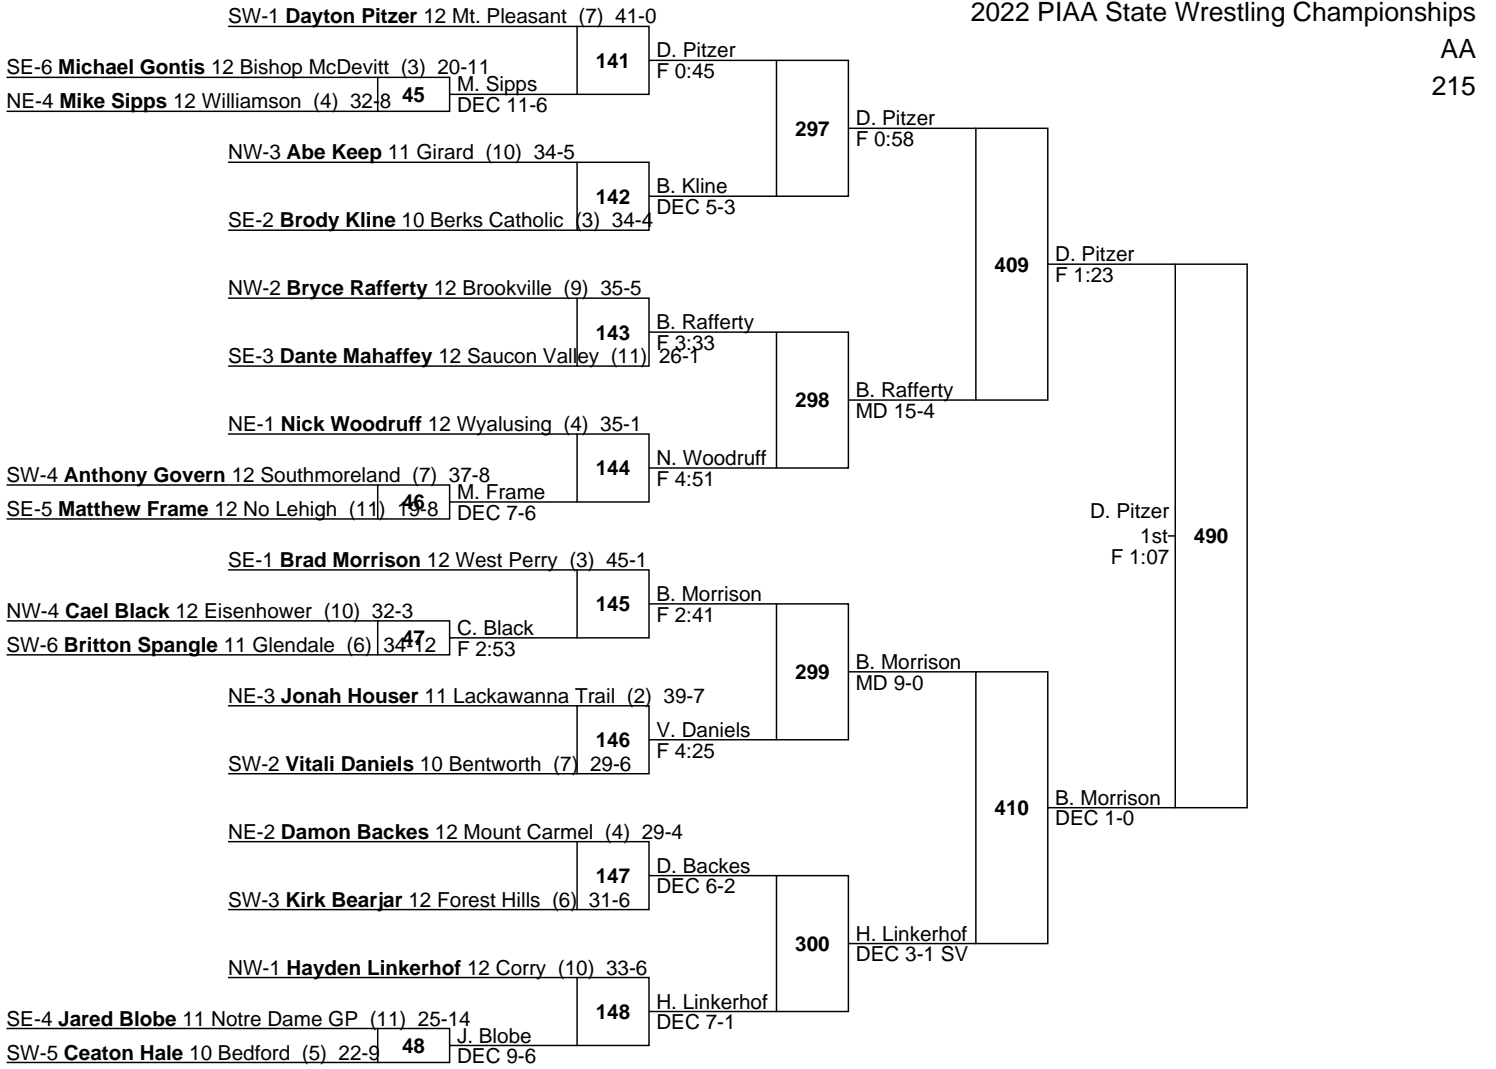 2022 PIAA State Wrestling Championships
AA
215
SW-1 Dayton Pitzer 12 Mt. Pleasant (7) 41-0
141
D. Pitzer
F 0:45
SE-6 Michael Gontis 12 Bishop McDevitt (3) 20-11
NE-4 Mike Sipps 12 Williamson (4) 32-8
45
M. Sipps
DEC 11-6
297
D. Pitzer
F 0:58
NW-3 Abe Keep 11 Girard (10) 34-5
142
B. Kline
DEC 5-3
SE-2 Brody Kline 10 Berks Catholic (3) 34-4
409
D. Pitzer
F 1:23
NW-2 Bryce Rafferty 12 Brookville (9) 35-5
143
B. Rafferty
F 3:33
SE-3 Dante Mahaffey 12 Saucon Valley (11) 26-1
298
B. Rafferty
MD 15-4
NE-1 Nick Woodruff 12 Wyalusing (4) 35-1
144
N. Woodruff
F 4:51
SW-4 Anthony Govern 12 Southmoreland (7) 37-8
SE-5 Matthew Frame 12 No Lehigh (11)
46
M. Frame
DEC 7-6
D. Pitzer
1st
F 1:07
490
SE-1 Brad Morrison 12 West Perry (3) 45-1
145
B. Morrison
F 2:41
NW-4 Cael Black 12 Eisenhower (10) 32-3
SW-6 Britton Spangle 11 Glendale (6) 34-12
47
C. Black
F 2:53
299
B. Morrison
MD 9-0
NE-3 Jonah Houser 11 Lackawanna Trail (2) 39-7
146
V. Daniels
F 4:25
SW-2 Vitali Daniels 10 Bentworth (7) 29-6
410
B. Morrison
DEC 1-0
NE-2 Damon Backes 12 Mount Carmel (4) 29-4
147
D. Backes
DEC 6-2
SW-3 Kirk Bearjar 12 Forest Hills (6) 31-6
300
H. Linkerhof
DEC 3-1 SV
NW-1 Hayden Linkerhof 12 Corry (10) 33-6
148
H. Linkerhof
DEC 7-1
SE-4 Jared Blobe 11 Notre Dame GP (11) 25-14
SW-5 Ceaton Hale 10 Bedford (5) 22-9
48
J. Blobe
DEC 9-6